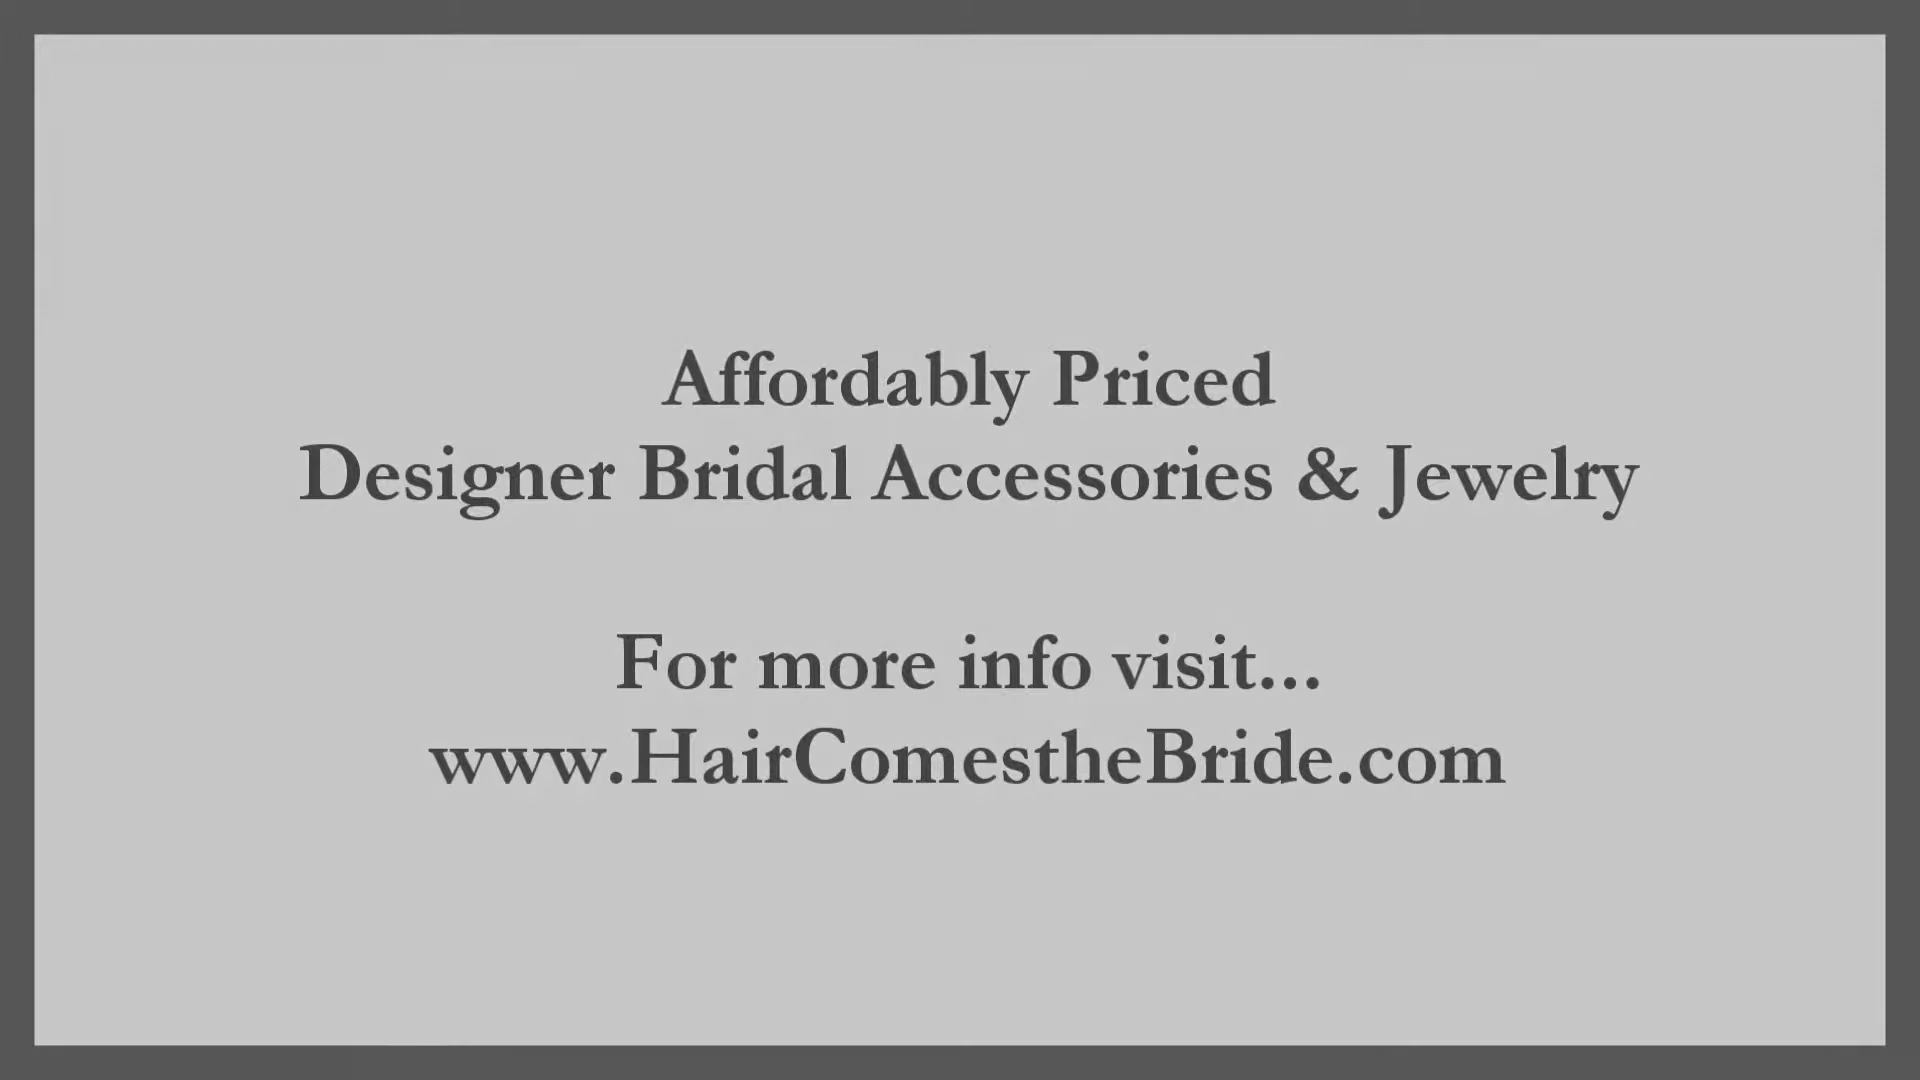 Affordably Priced
Designer Bridal Accessories & Jewelry
For more info visit...
www.HairComestheBride.com